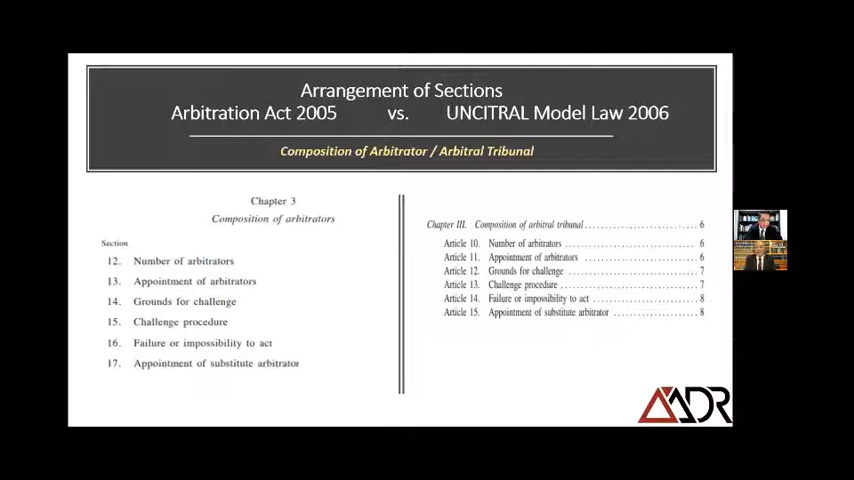 Arrangement of Sections
Arbitration Act 2005 vs. UNCITRAL Model Law 2006
Composition of Arbitrator / Arbitral Tribunal
Chapter 3
Composition of arbitrators
Section
12. Number of arbitrators
13. Appointment of arbitrators
14. Grounds for challenge
15. Challenge procedure
16. Failure or impossibility to act
17. Appointment of substitute arbitrator
Chapter III. Composition of arbitral tribunal ........................ 6
Article 10. Number of arbitrators ........................ 6
Article 11. Appointment of arbitrators ........................ 6
Article 12. Grounds for challenge ........................ 7
Article 13. Challenge procedure ........................ 7
Article 14. Failure or impossibility to act ........................ 8
Article 15. Appointment of substitute arbitrator ........................ 8
AADR